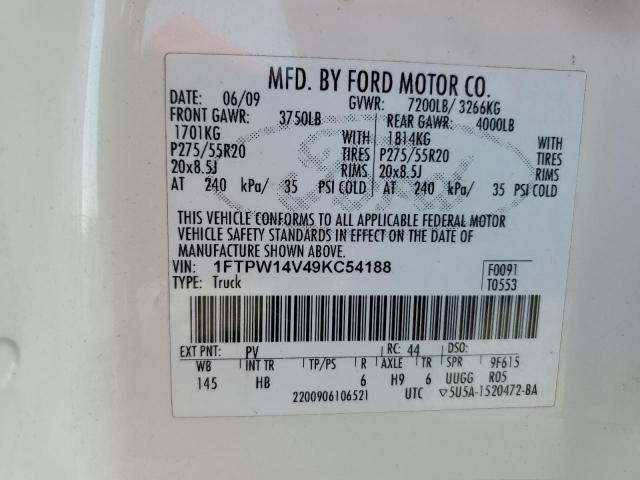 MFD. BY FORD MOTOR CO.
DATE: 06/09 GVWR: 7200LB/ 3266KG
FRONT GAWR: 3750LB REAR GAWR: 4000LB
1701KG WITH 1814KG WITH
P275/55R20 TIRES P275/55R20 TIRES
20x8.5J RIMS 20x8.5J RIMS
AT 240 kPa/ 35 PSI COLD AT 240 kPa/ 35 PSI COLD
THIS VEHICLE CONFORMS TO ALL APPLICABLE FEDERAL MOTOR
VEHICLE SAFETY STANDARDS IN EFFECT ON THE DATE OF
MANUFACTURE SHOWN ABOVE.
VIN: 1FTPW14V49KC54188 F0091
TYPE: Truck T0553
EXT PNT: PV RC: 44 DSO:
WB INT TR TP/PS R AXLE TR SPR 9F615
145 HB 6 H9 6 UUGG R05
2200906106521 UTC ▽5U5A-1520472-BA
Ford